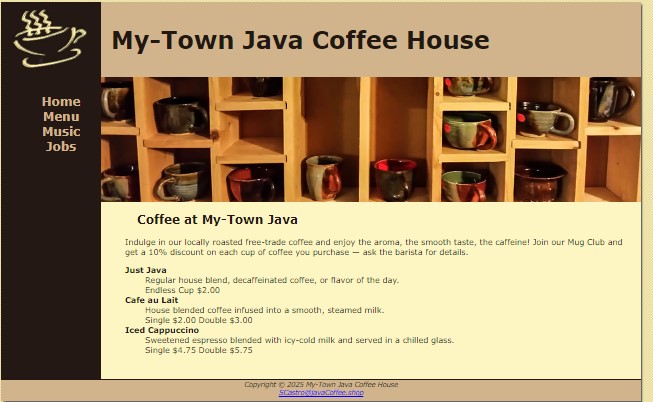 My-Town Java Coffee House
Home
Menu
Music
Jobs
Coffee at My-Town Java
Indulge in our locally roasted free-trade coffee and enjoy the aroma, the smooth taste, the caffeine! Join our Mug Club and
get a 10% discount on each cup of coffee you purchase — ask the barista for details.
Just Java
Regular house blend, decaffeinated coffee, or flavor of the day.
Endless Cup $2.00
Cafe au Lait
House blended coffee infused into a smooth, steamed milk.
Single $2.00 Double $3.00
Iced Cappuccino
Sweetened espresso blended with icy-cold milk and served in a chilled glass.
Single $4.75 Double $5.75
Copyright © 2025 My-Town Java Coffee House
SCastro@javaCoffee.shop